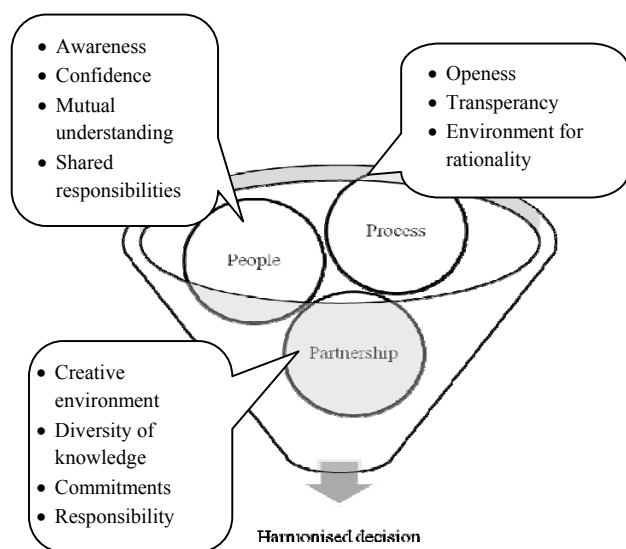 • Awareness
• Confidence
• Mutual
understanding
• Shared
responsibilities
• Openess
• Transperancy
• Environment for
rationality
Process
People
Partnership
• Creative
environment
• Diversity of
knowledge
• Commitments
• Responsibility
Harmonised decision